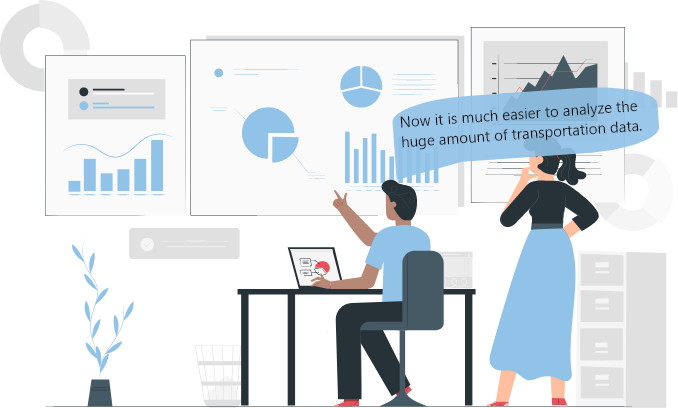 Now it is much easier to analyze the
huge amount of transportation data.